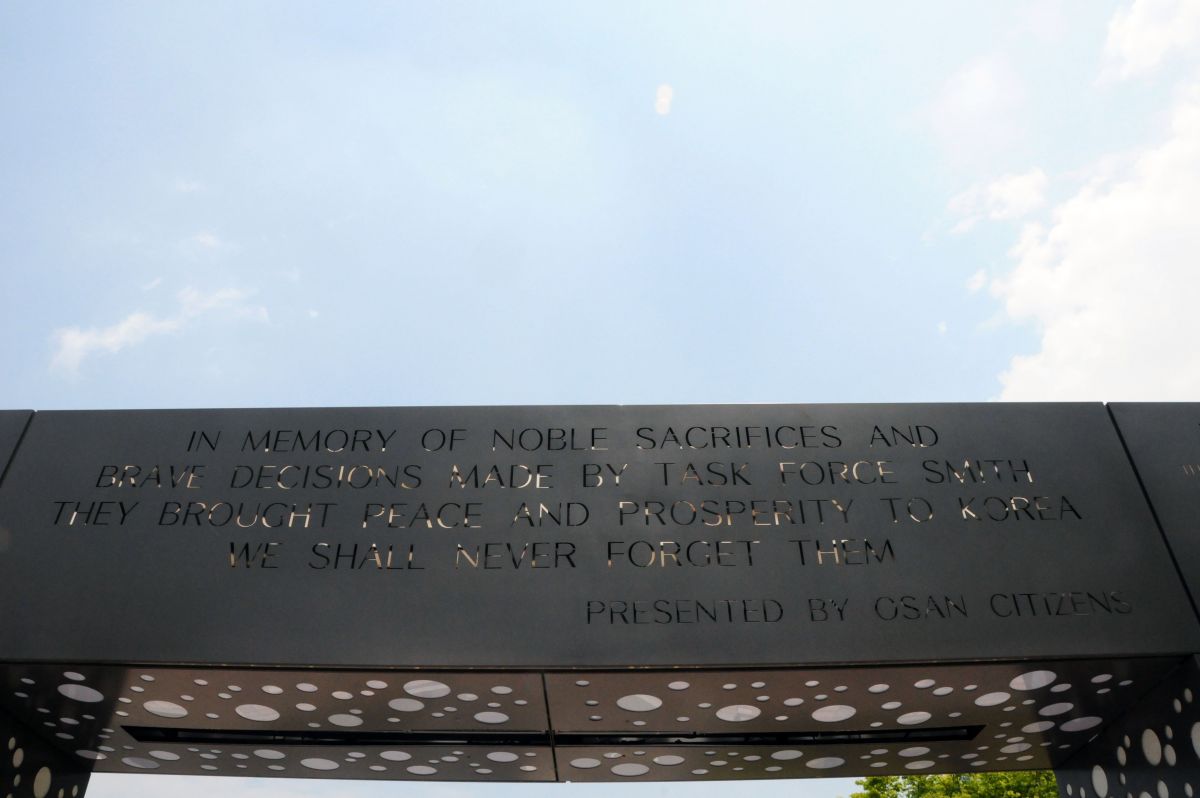 IN MEMORY OF NOBLE SACRIFICES AND
BRAVE DECISIONS MADE BY TASK FORCE SMITH
THEY BROUGHT PEACE AND PROSPERITY TO KOREA
WE SHALL NEVER FORGET THEM
PRESENTED BY OSAN CITIZENS